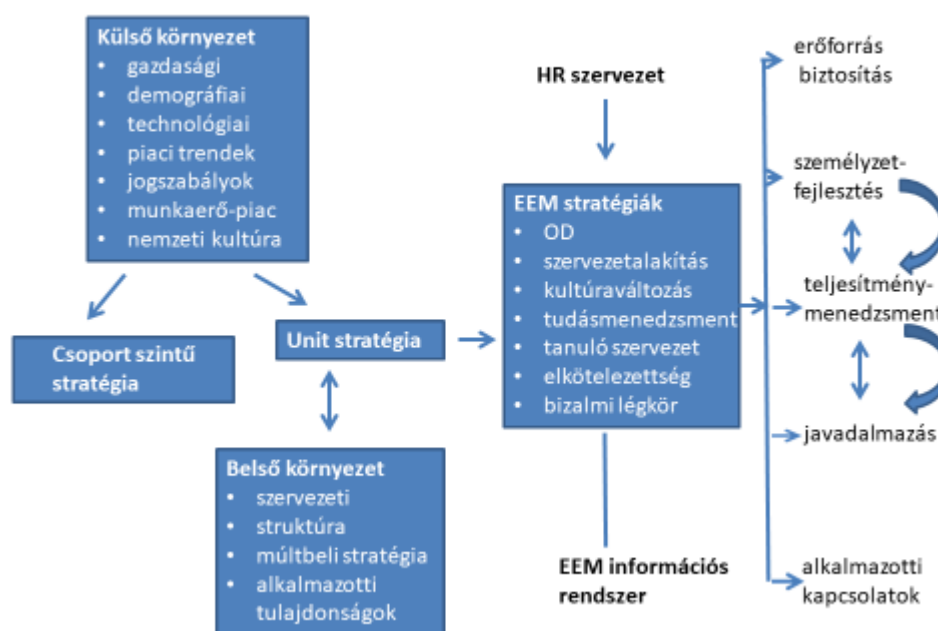 Külső környezet
• gazdasági
• demográfiai
• technológiai
• piaci trendek
• jogszabályok
• munkaerő-piac
• nemzeti kultúra
Csoport szintű
stratégia
Unit stratégia
Belső környezet
• szervezeti
• struktúra
• múltbeli stratégia
• alkalmazotti
tulajdonságok
HR szervezet
EEM stratégiák
• OD
• szervezetalakítás
• kultúraváltozás
• tudásmenedzsment
• tanuló szervezet
• elkötelezettség
• bizalmi légkör
EEM információs
rendszer
erőforrás
biztosítás
személyzet-
fejlesztés
teljesítmény-
menedzsment
javadalmazás
alkalmazotti
kapcsolatok